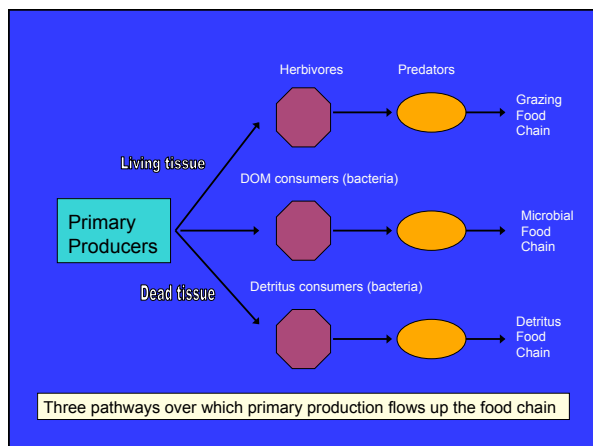 Herbivores
Predators
Grazing
Food
Chain
Living tissue
DOM consumers (bacteria)
Primary
Producers
Microbial
Food
Chain
Detritus consumers (bacteria)
Dead tissue
Detritus
Food
Chain
Three pathways over which primary production flows up the food chain